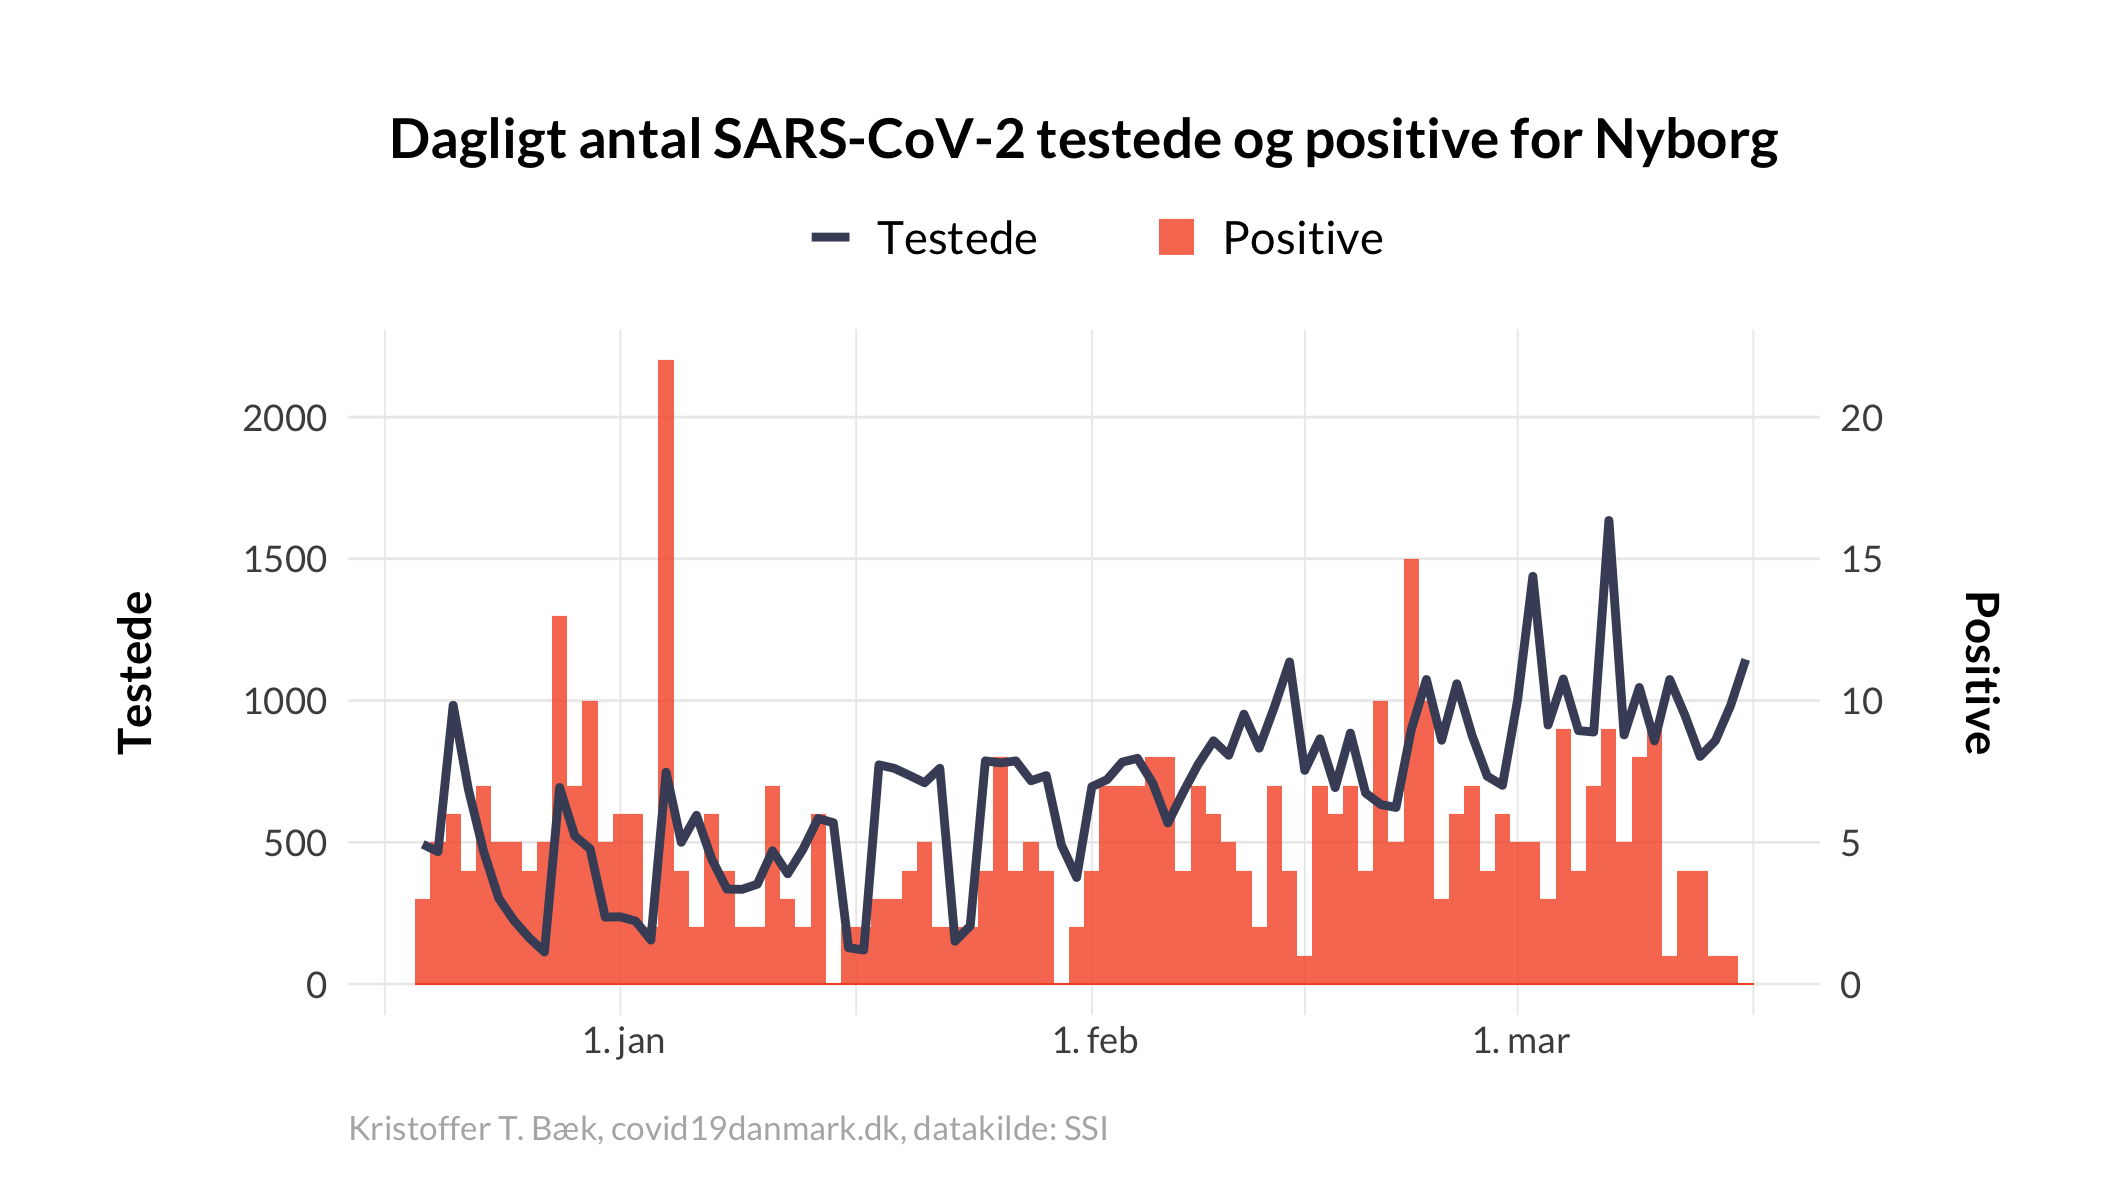 Dagligt antal SARS-CoV-2 testede og positive for Nyborg
Testede Positive
2000 20
1500 15
1000 10
500 5
0 0
Testede
Positive
1. jan 1. feb 1. mar
Kristoffer T. Bæk, covid19danmark.dk, datakilde: SSI